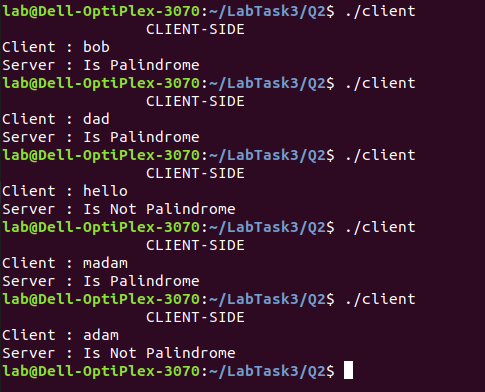 lab@Dell-OptiPlex-3070:~/LabTask3/Q2$ ./client
CLIENT-SIDE
Client : bob
Server : Is Palindrome
lab@Dell-OptiPlex-3070:~/LabTask3/Q2$ ./client
CLIENT-SIDE
Client : dad
Server : Is Palindrome
lab@Dell-OptiPlex-3070:~/LabTask3/Q2$ ./client
CLIENT-SIDE
Client : hello
Server : Is Not Palindrome
lab@Dell-OptiPlex-3070:~/LabTask3/Q2$ ./client
CLIENT-SIDE
Client : madam
Server : Is Palindrome
lab@Dell-OptiPlex-3070:~/LabTask3/Q2$ ./client
CLIENT-SIDE
Client : adam
Server : Is Not Palindrome
lab@Dell-OptiPlex-3070:~/LabTask3/Q2$